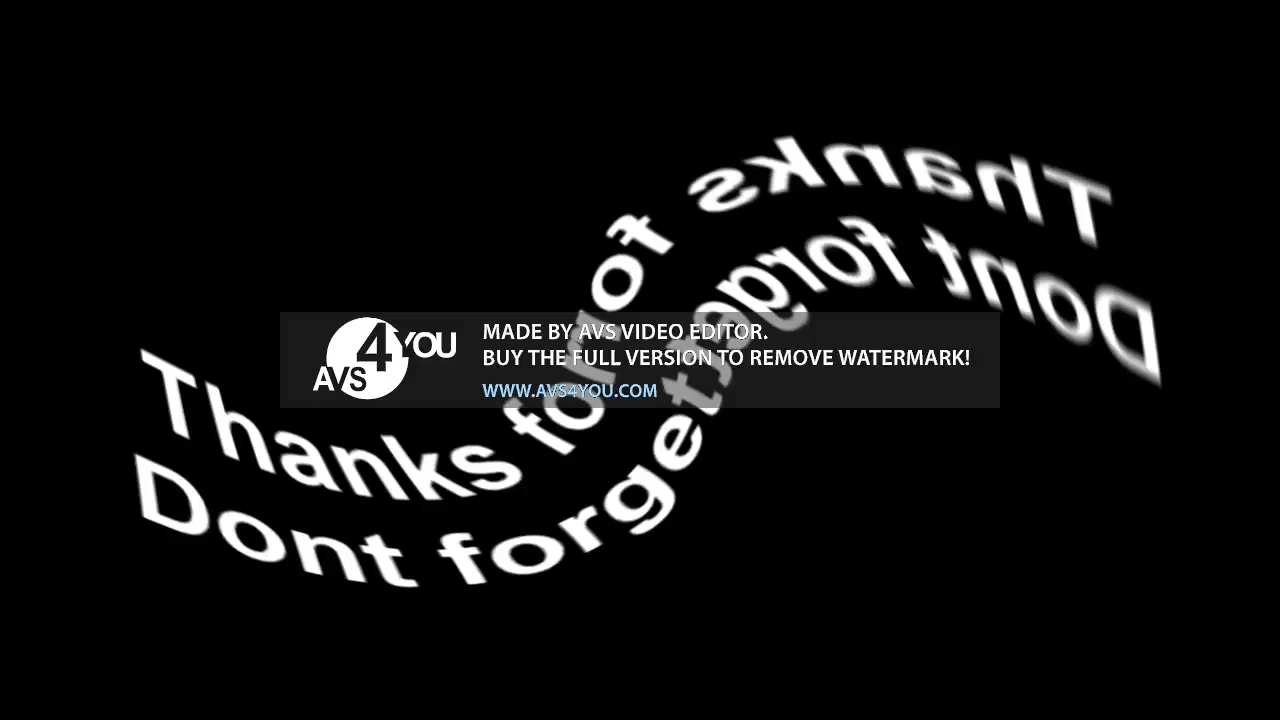 Thanks for
Dont forget
Thanks for
Dont forget
AVS4YOU
MADE BY AVS VIDEO EDITOR.
BUY THE FULL VERSION TO REMOVE WATERMARK!
WWW.AVS4YOU.COM